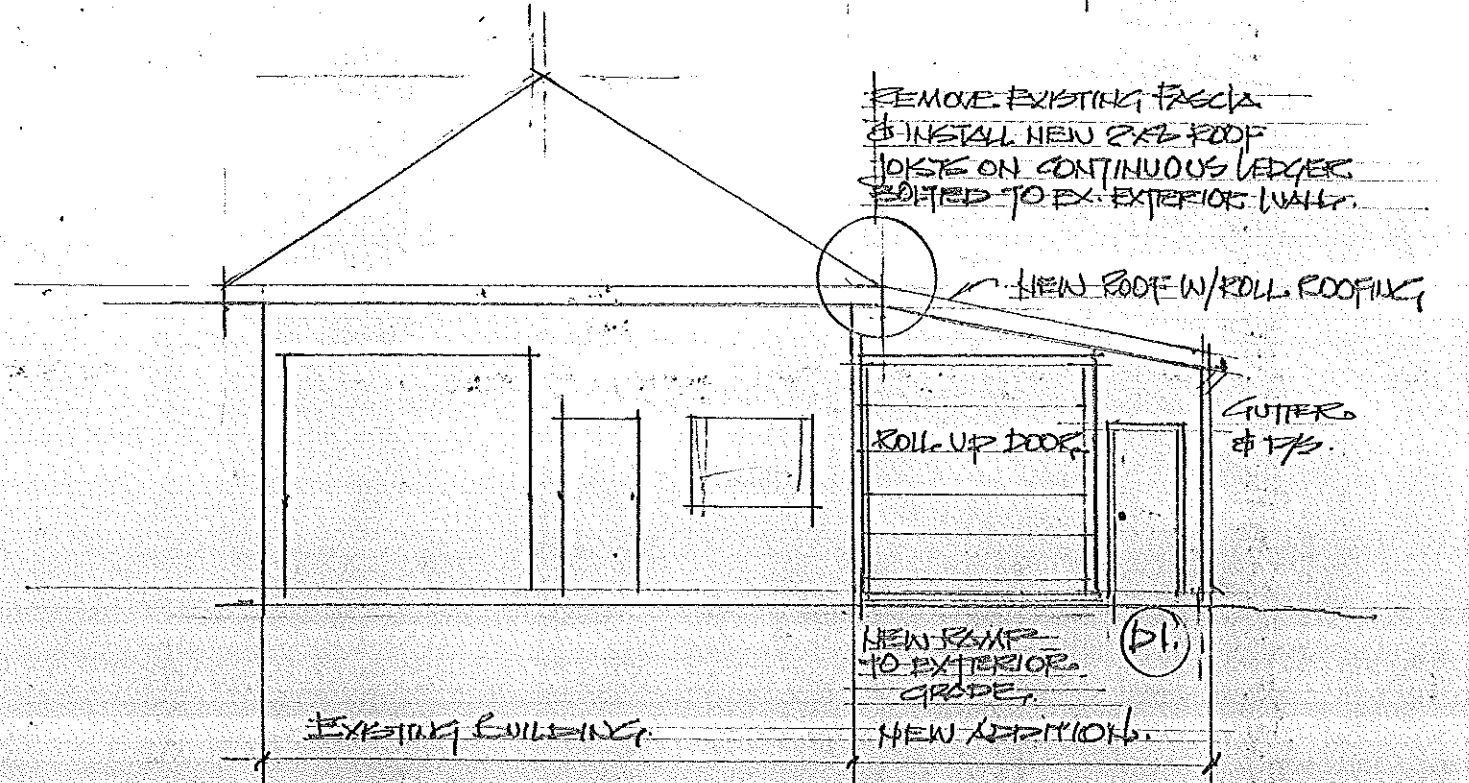 REMOVE EXISTING FASCIA
& INSTALL NEW 2X8 ROOF
JOISTS ON CONTINUOUS LEDGER
BOLTED TO EX. EXTERIOR WALL.
NEW ROOF W/ROLL ROOFING
GUTTER
& D/S.
ROLL-UP DOOR
NEW RAMP
TO EXTERIOR
GRADE.
D1.
EXISTING BUILDING.
NEW ADDITION.